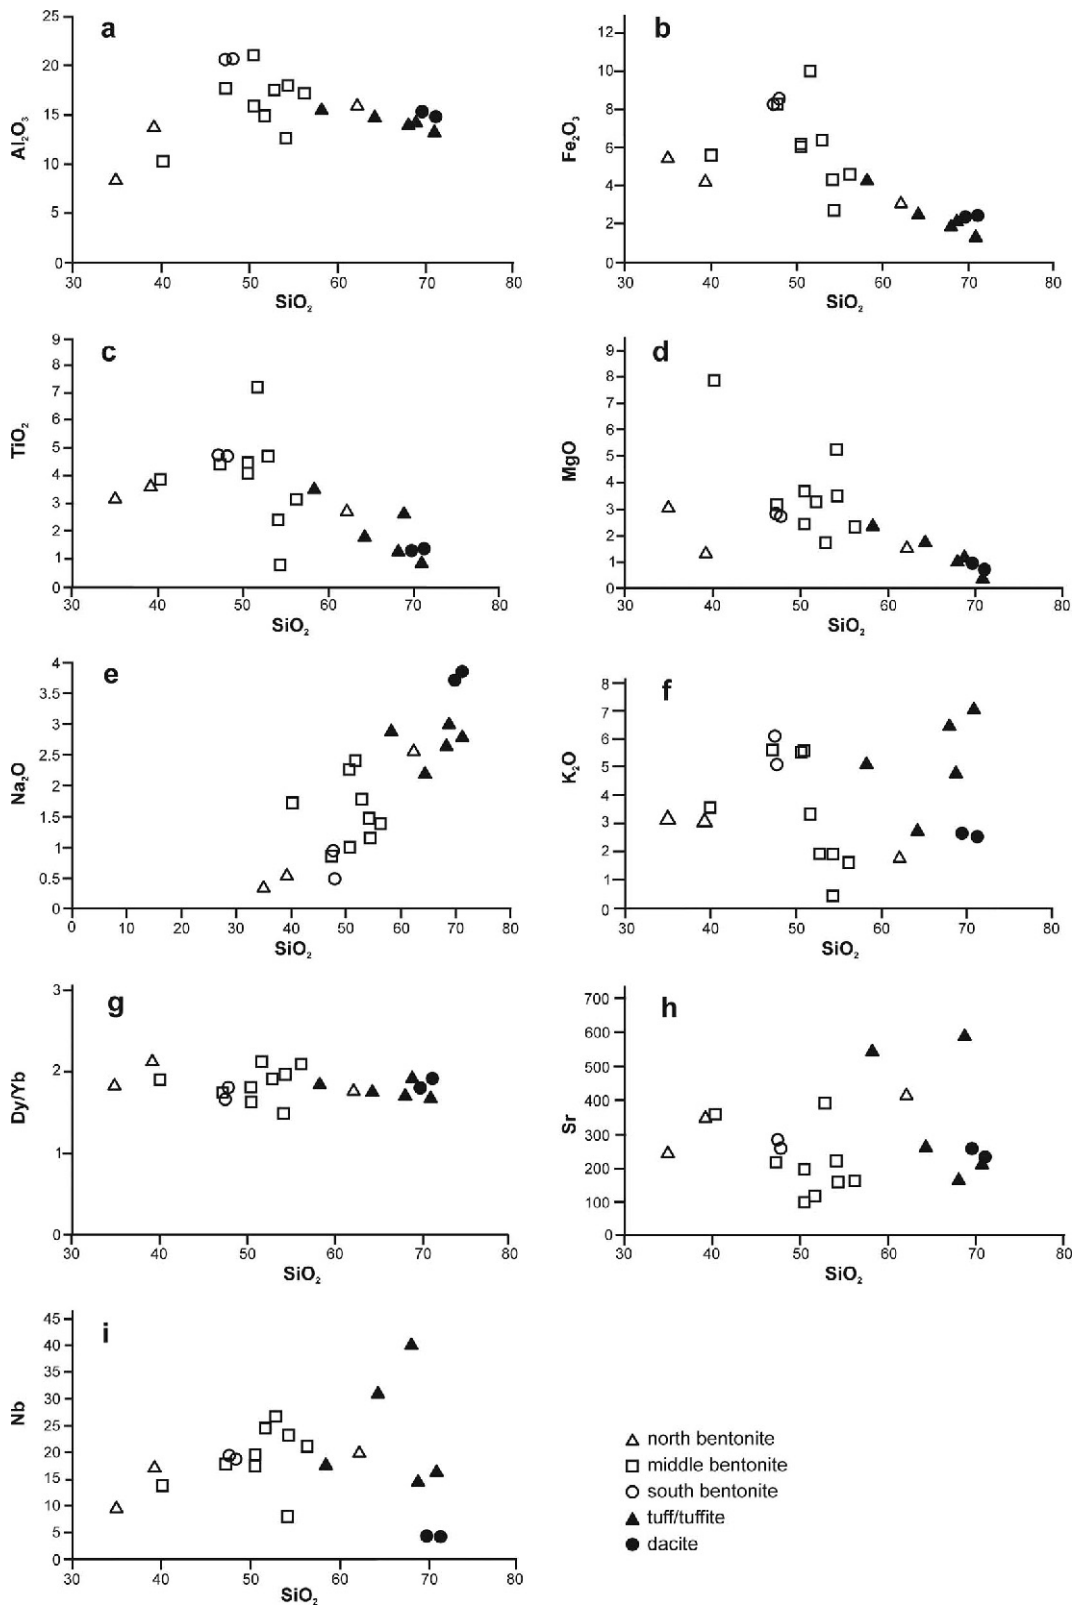 a
25
20
15
10
5
0
Al₂O₃
30 40 50 60 70 80
SiO₂
b
12
10
8
6
4
2
0
Fe₂O₃
30 40 50 60 70 80
SiO₂
c
9
8
7
6
5
4
3
2
1
0
TiO₂
30 40 50 60 70 80
SiO₂
d
9
8
7
6
5
4
3
2
1
0
MgO
30 40 50 60 70 80
SiO₂
e
4
3.5
3
2.5
2
1.5
1
0.5
0
Na₂O
0 10 20 30 40 50 60 70 80
SiO₂
f
8
7
6
5
4
3
2
1
0
K₂O
30 40 50 60 70 80
SiO₂
g
3
2
1
0
Dy/Yb
30 40 50 60 70 80
SiO₂
h
700
600
500
400
300
200
100
0
Sr
30 40 50 60 70 80
SiO₂
i
45
40
35
30
25
20
15
10
5
0
Nb
30 40 50 60 70 80
SiO₂
north bentonite
middle bentonite
south bentonite
tuff/tuffite
dacite